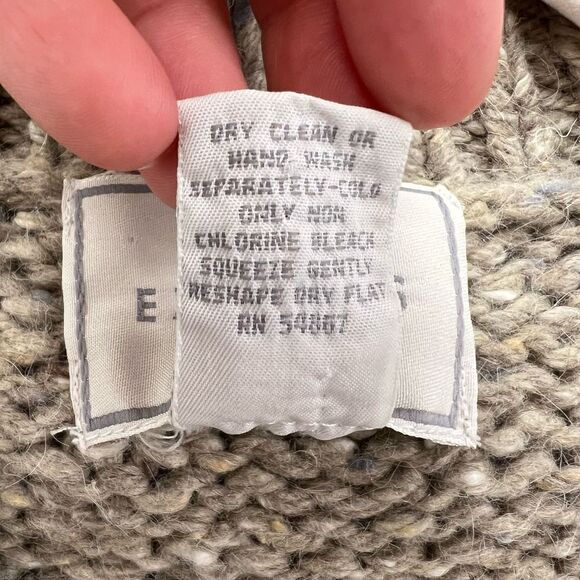 DRY CLEAN OR
HAND WASH
SEPARATELY-COLD
ONLY NON
CHLORINE BLEACH
SQUEEZE GENTLY
RESHAPE DRY FLAT
RN 54867
E